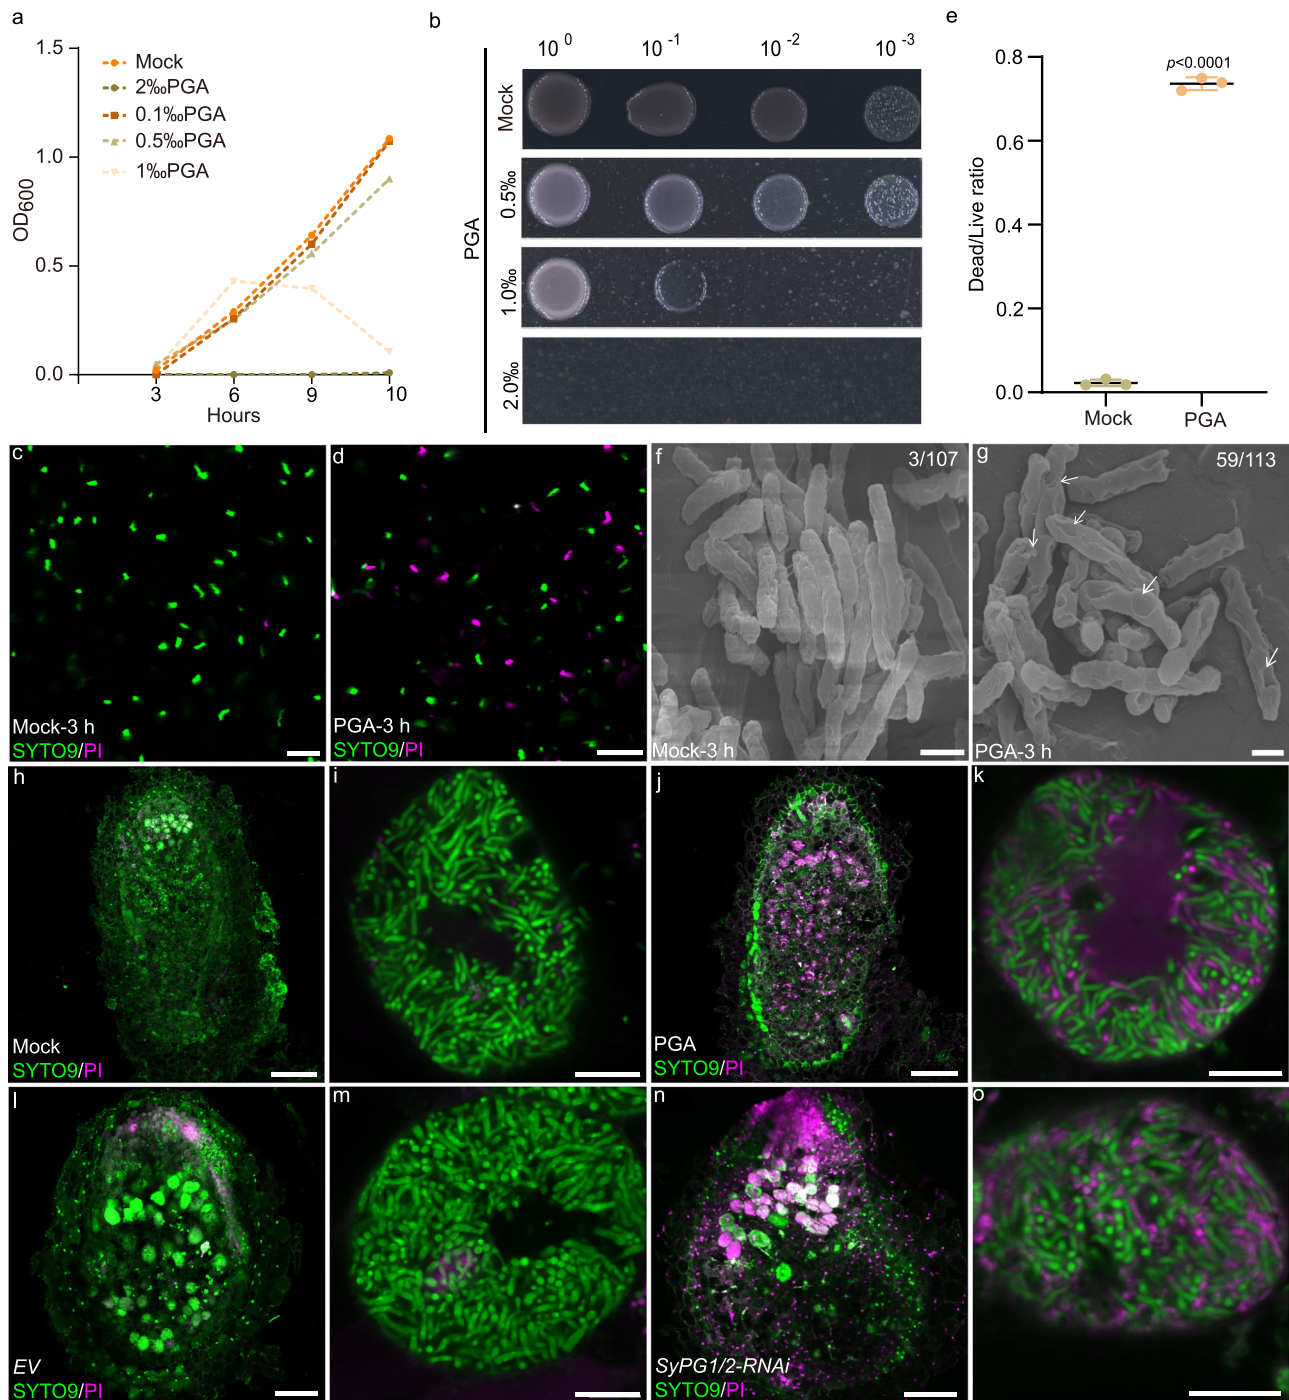 a
1.5
1.0
0.5
0.0
OD600
3
6
9
10
Hours
Mock
2‰PGA
0.1‰PGA
0.5‰PGA
1‰PGA
b
10 0
10 -1
10 -2
10 -3
PGA
Mock
0.5‰
1.0‰
2.0‰
e
0.8
0.6
0.4
0.2
0.0
Dead/Live ratio
p<0.0001
Mock
PGA
c
Mock-3 h
SYTO9/PI
d
PGA-3 h
SYTO9/PI
f
3/107
Mock-3 h
g
59/113
PGA-3 h
h
Mock
SYTO9/PI
i
j
PGA
SYTO9/PI
k
l
EV
SYTO9/PI
m
n
SyPG1/2-RNAi
SYTO9/PI
o